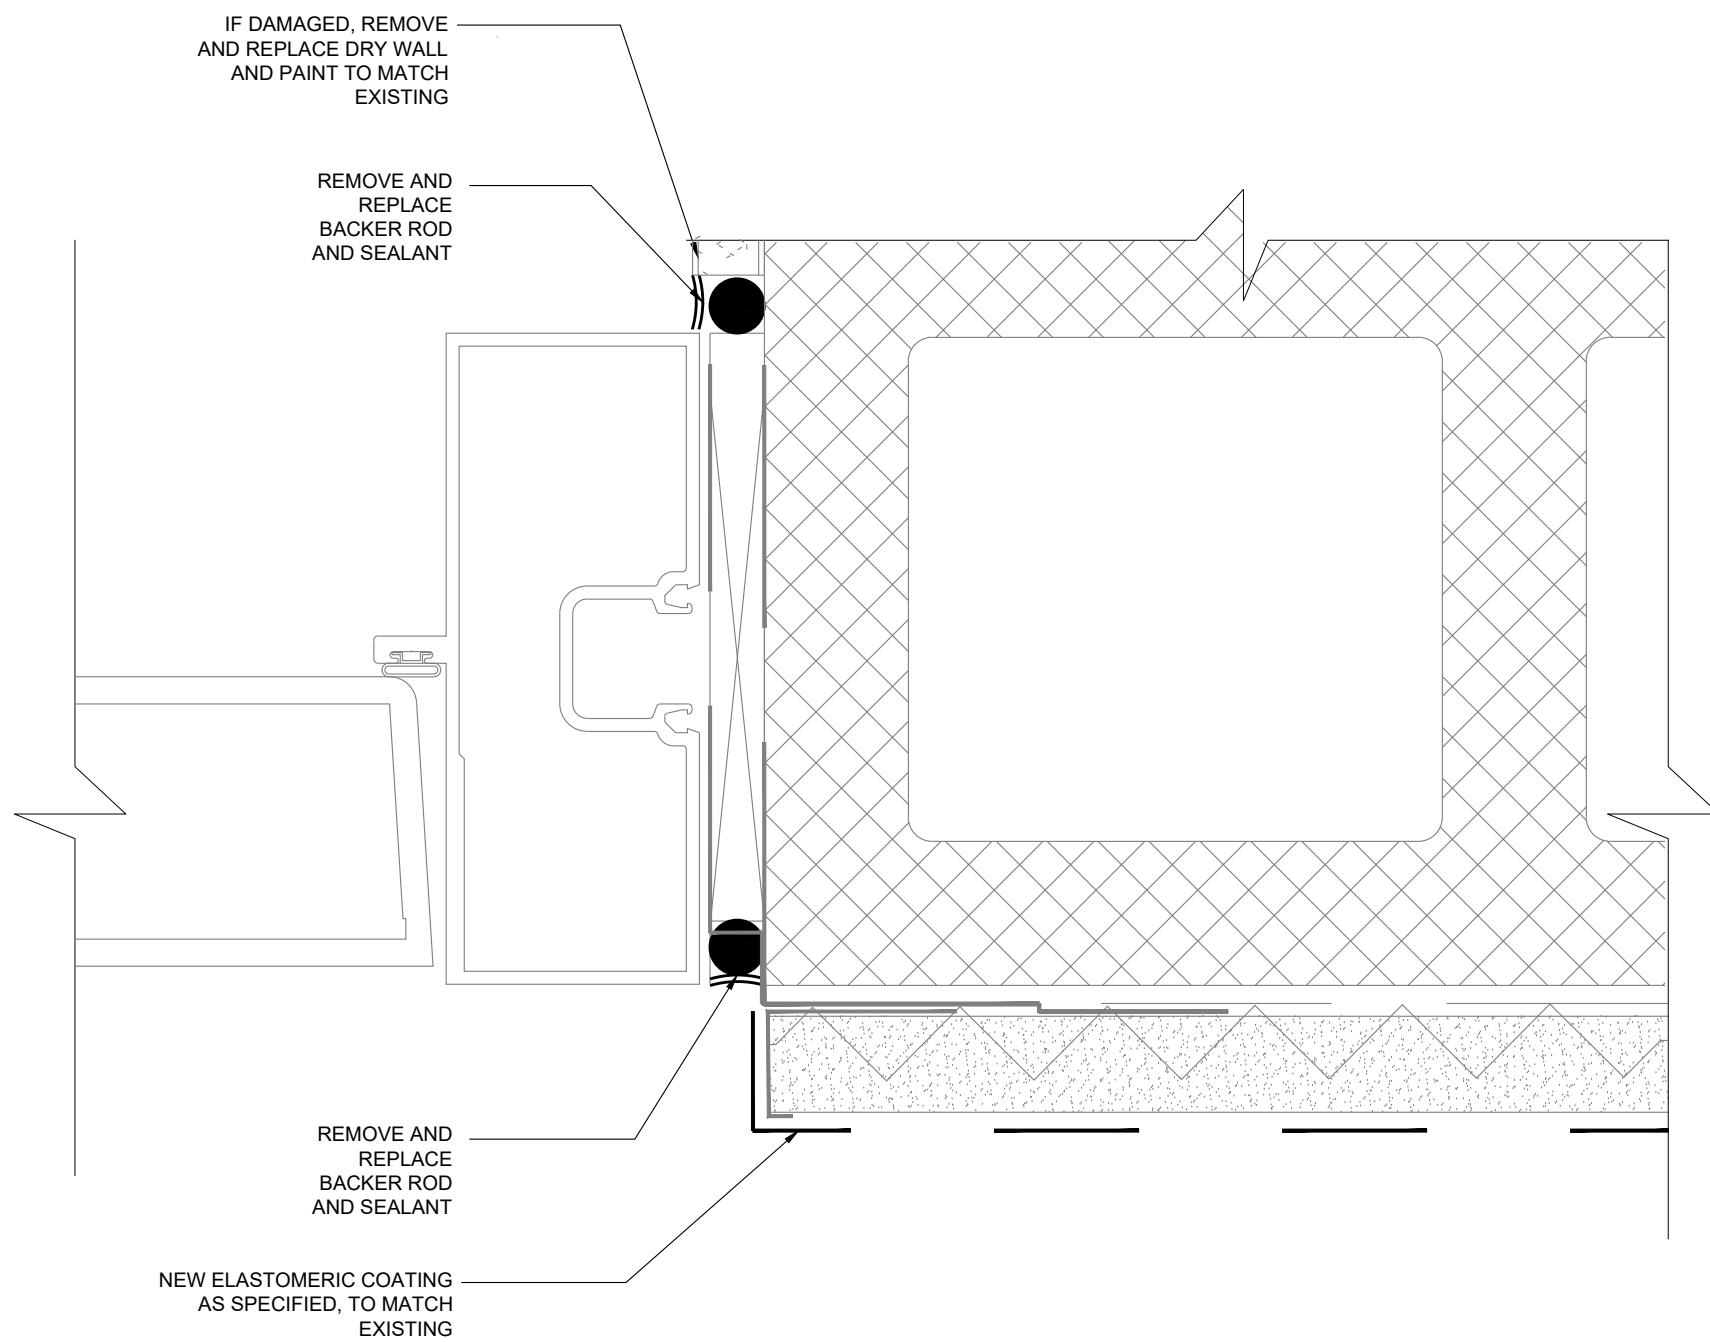 IF DAMAGED, REMOVE
AND REPLACE DRY WALL
AND PAINT TO MATCH
EXISTING
REMOVE AND
REPLACE
BACKER ROD
AND SEALANT
REMOVE AND
REPLACE
BACKER ROD
AND SEALANT
NEW ELASTOMERIC COATING
AS SPECIFIED, TO MATCH
EXISTING